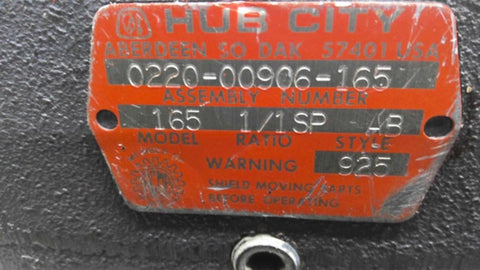 HUB CITY
ABERDEEN SO. DAK. 57401 USA
0220-00906-165
ASSEMBLY NUMBER
165 1/1SP AB
MODEL RATIO STYLE
WARNING 925
SHIELD MOVING PARTS
BEFORE OPERATING